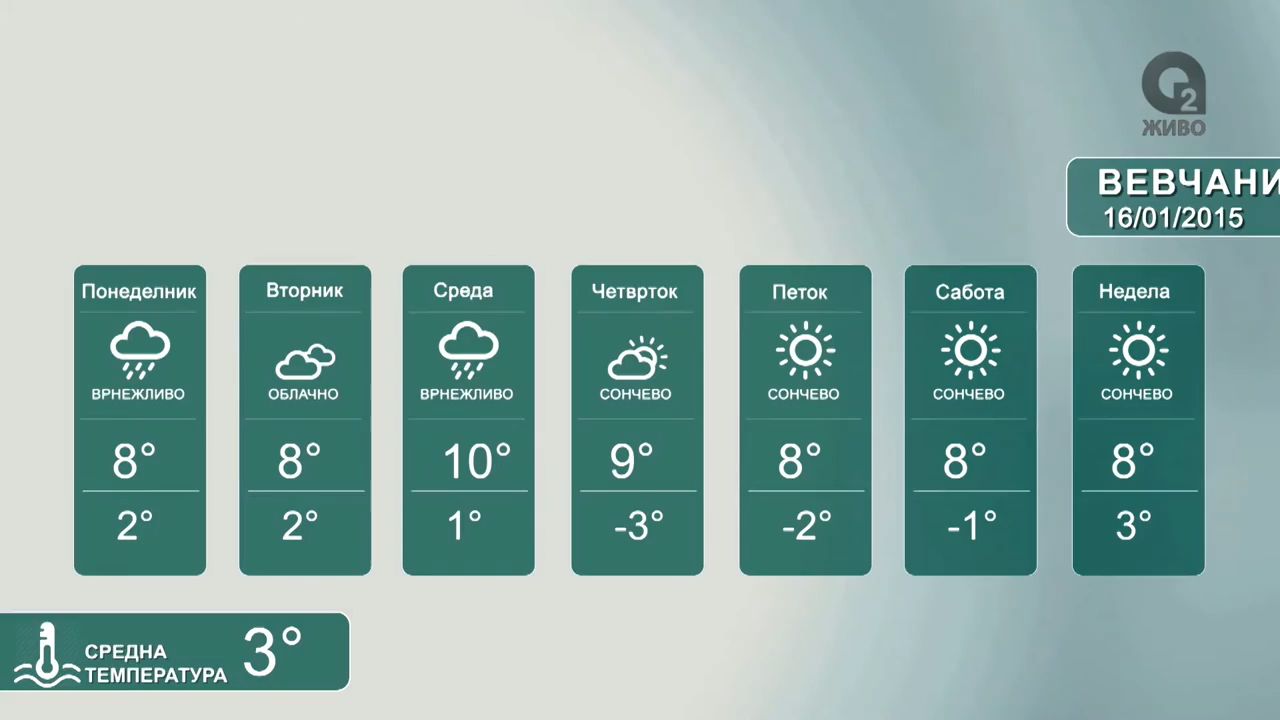 2
ЖИВО
ВЕВЧАНИ
16/01/2015
Понеделник
ВРНЕЖЛИВО
8°
2°
Вторник
ОБЛАЧНО
8°
2°
Среда
ВРНЕЖЛИВО
10°
1°
Четврток
СОНЧЕВО
9°
-3°
Петок
СОНЧЕВО
8°
-2°
Сабота
СОНЧЕВО
8°
-1°
Недела
СОНЧЕВО
8°
3°
СРЕДНА
ТЕМПЕРАТУРА
3°